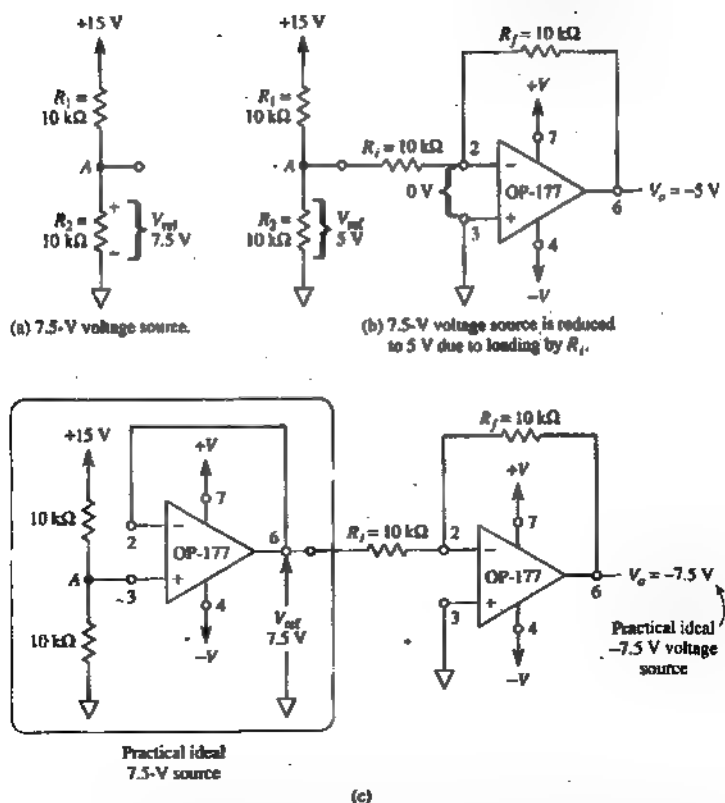 +15 V
R1 =
10 kΩ
A
R2 =
10 kΩ
+
−
Vref
7.5 V
(a) 7.5-V voltage source.
+15 V
R1 =
10 kΩ
A
R2 =
10 kΩ
Vref
5 V
Ri = 10 kΩ
0 V
Rf = 10 kΩ
+V
7
2
−
OP-177
+
3
4
−V
6
Vo = −5 V
(b) 7.5-V voltage source is reduced
to 5 V due to loading by Ri.
+15 V
10 kΩ
A
10 kΩ
+V
7
2
−
OP-177
+
3
4
−V
6
Vref
7.5 V
Practical ideal
7.5-V source
Ri = 10 kΩ
Rf = 10 kΩ
+V
7
2
−
OP-177
+
3
4
−V
6
Vo = −7.5 V
Practical ideal
−7.5 V voltage
source
(c)